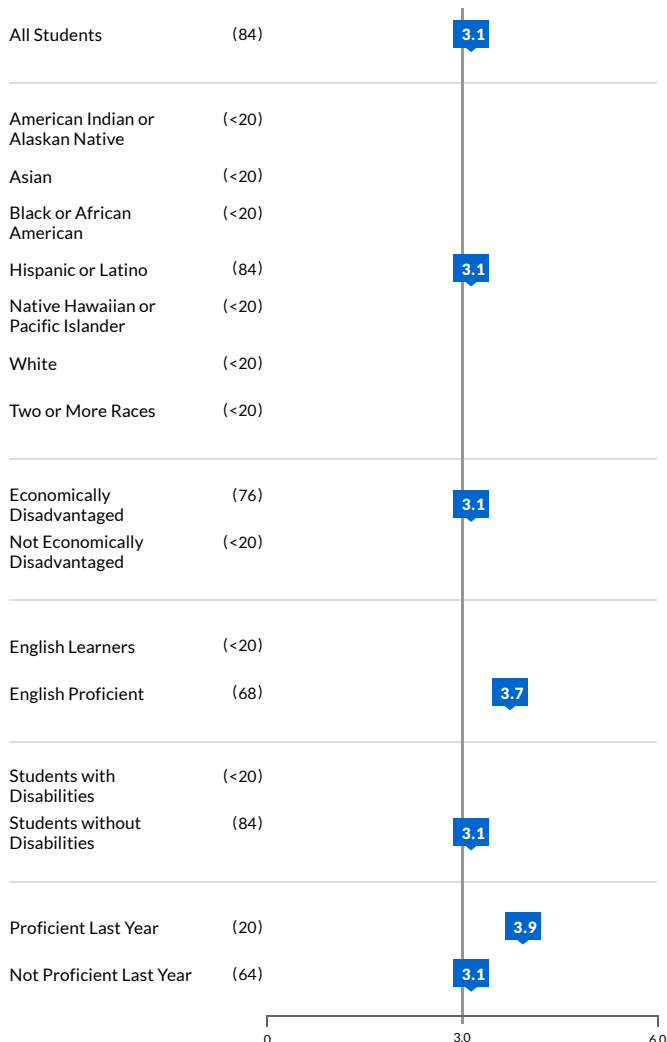 All Students (84) 3.1
American Indian or
Alaskan Native (<20)
Asian (<20)
Black or African
American (<20)
Hispanic or Latino (84) 3.1
Native Hawaiian or
Pacific Islander (<20)
White (<20)
Two or More Races (<20)
Economically
Disadvantaged (76) 3.1
Not Economically
Disadvantaged (<20)
English Learners (<20)
English Proficient (68) 3.7
Students with
Disabilities (<20)
Students without
Disabilities (84) 3.1
Proficient Last Year (20) 3.9
Not Proficient Last Year (64) 3.1
0 3.0 6.0